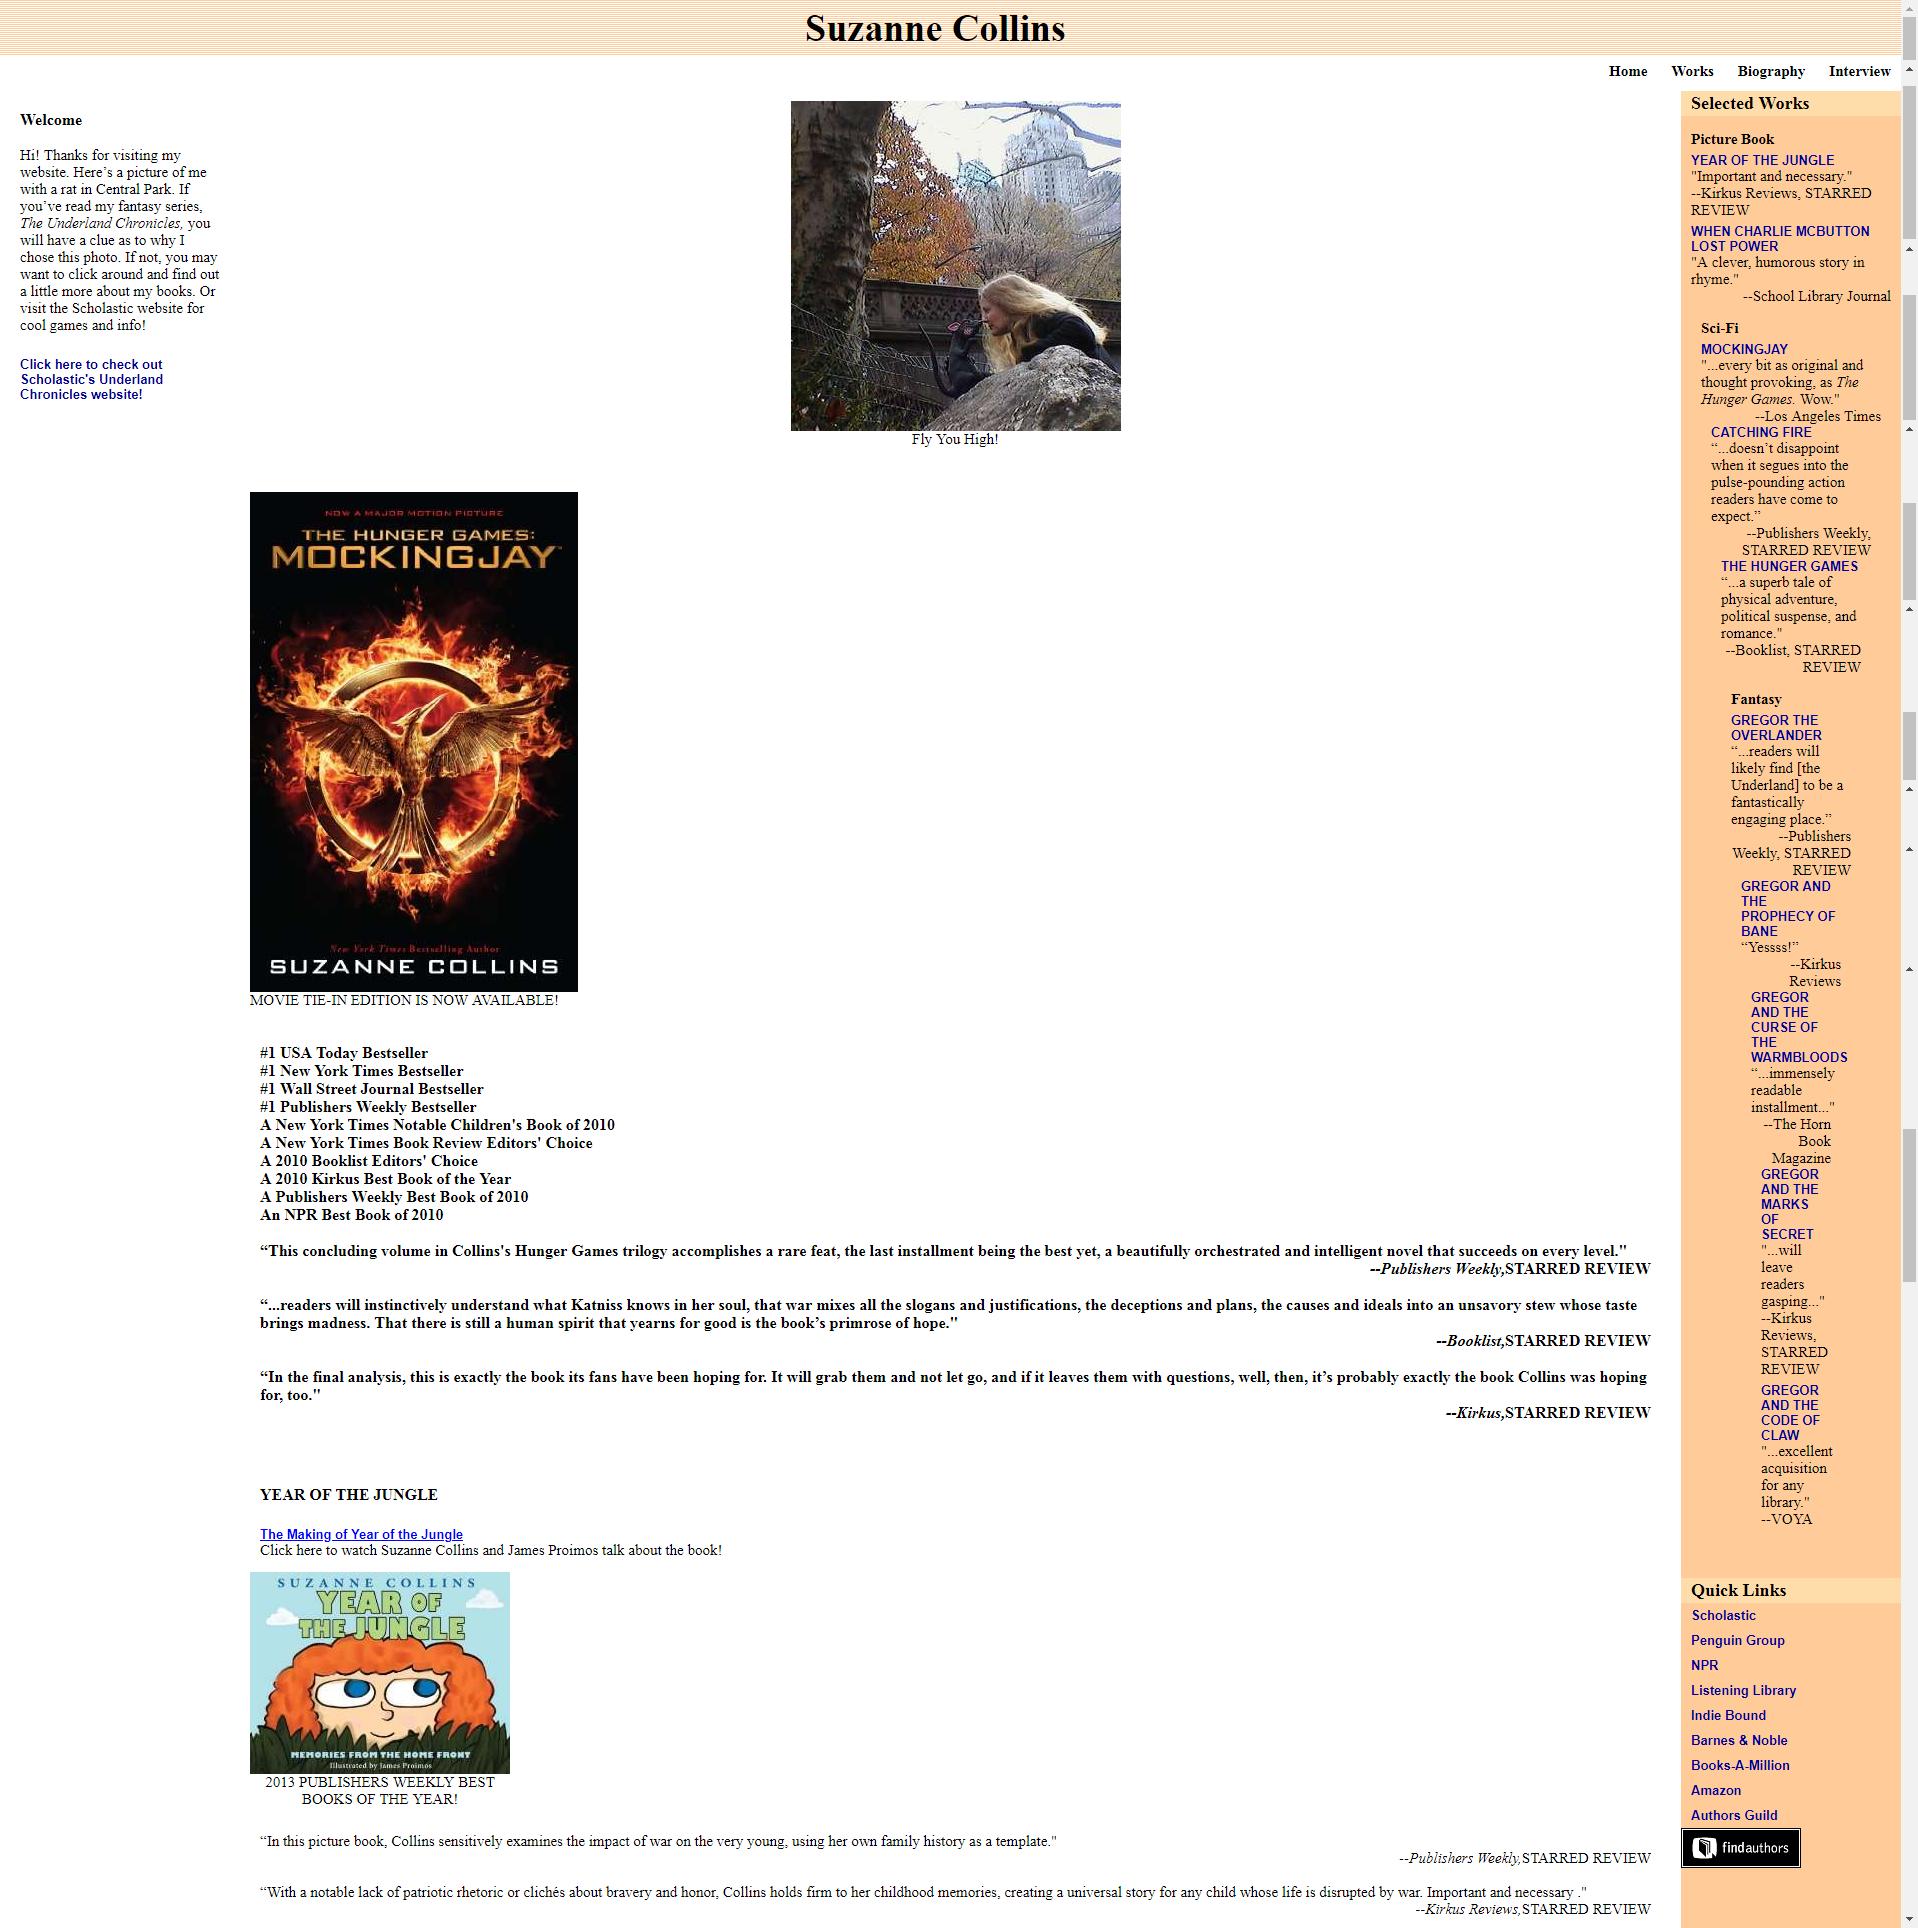 Suzanne Collins
Home Works Biography Interview
Welcome
Hi! Thanks for visiting my
website. Here’s a picture of me
with a rat in Central Park. If
you’ve read my fantasy series,
The Underland Chronicles, you
will have a clue as to why I
chose this photo. If not, you may
want to click around and find out
a little more about my books. Or
visit the Scholastic website for
cool games and info!
Click here to check out
Scholastic's Underland
Chronicles website!
Fly You High!
NOW A MAJOR MOTION PICTURE
THE HUNGER GAMES:
MOCKINGJAY
New York Times Bestselling Author
SUZANNE COLLINS
MOVIE TIE-IN EDITION IS NOW AVAILABLE!
#1 USA Today Bestseller
#1 New York Times Bestseller
#1 Wall Street Journal Bestseller
#1 Publishers Weekly Bestseller
A New York Times Notable Children's Book of 2010
A New York Times Book Review Editors' Choice
A 2010 Booklist Editors' Choice
A 2010 Kirkus Best Book of the Year
A Publishers Weekly Best Book of 2010
An NPR Best Book of 2010
“This concluding volume in Collins's Hunger Games trilogy accomplishes a rare feat, the last installment being the best yet, a beautifully orchestrated and intelligent novel that succeeds on every level."
--Publishers Weekly,STARRED REVIEW
“...readers will instinctively understand what Katniss knows in her soul, that war mixes all the slogans and justifications, the deceptions and plans, the causes and ideals into an unsavory stew whose taste
brings madness. That there is still a human spirit that yearns for good is the book’s primrose of hope."
--Booklist,STARRED REVIEW
“In the final analysis, this is exactly the book its fans have been hoping for. It will grab them and not let go, and if it leaves them with questions, well, then, it’s probably exactly the book Collins was hoping
for, too."
--Kirkus,STARRED REVIEW
YEAR OF THE JUNGLE
The Making of Year of the Jungle
Click here to watch Suzanne Collins and James Proimos talk about the book!
SUZANNE COLLINS
YEAR OF
THE JUNGLE
MEMORIES FROM THE HOME FRONT
Illustrated by James Proimos
2013 PUBLISHERS WEEKLY BEST
BOOKS OF THE YEAR!
“In this picture book, Collins sensitively examines the impact of war on the very young, using her own family history as a template."
--Publishers Weekly,STARRED REVIEW
“With a notable lack of patriotic rhetoric or clichés about bravery and honor, Collins holds firm to her childhood memories, creating a universal story for any child whose life is disrupted by war. Important and necessary ."
--Kirkus Reviews,STARRED REVIEW
Selected Works
Picture Book
YEAR OF THE JUNGLE
"Important and necessary."
--Kirkus Reviews, STARRED
REVIEW
WHEN CHARLIE MCBUTTON
LOST POWER
"A clever, humorous story in
rhyme."
--School Library Journal
Sci-Fi
MOCKINGJAY
"...every bit as original and
thought provoking, as The
Hunger Games. Wow."
--Los Angeles Times
CATCHING FIRE
“...doesn’t disappoint
when it segues into the
pulse-pounding action
readers have come to
expect.”
--Publishers Weekly,
STARRED REVIEW
THE HUNGER GAMES
“...a superb tale of
physical adventure,
political suspense, and
romance."
--Booklist, STARRED
REVIEW
Fantasy
GREGOR THE
OVERLANDER
“...readers will
likely find [the
Underland] to be a
fantastically
engaging place.”
--Publishers
Weekly, STARRED
REVIEW
GREGOR AND
THE
PROPHECY OF
BANE
“Yessss!”
--Kirkus
Reviews
GREGOR
AND THE
CURSE OF
THE
WARMBLOODS
“...immensely
readable
installment..."
--The Horn
Book
Magazine
GREGOR
AND THE
MARKS
OF
SECRET
"...will
leave
readers
gasping..."
--Kirkus
Reviews,
STARRED
REVIEW
GREGOR
AND THE
CODE OF
CLAW
"...excellent
acquisition
for any
library."
--VOYA
Quick Links
Scholastic
Penguin Group
NPR
Listening Library
Indie Bound
Barnes & Noble
Books-A-Million
Amazon
Authors Guild
findauthors